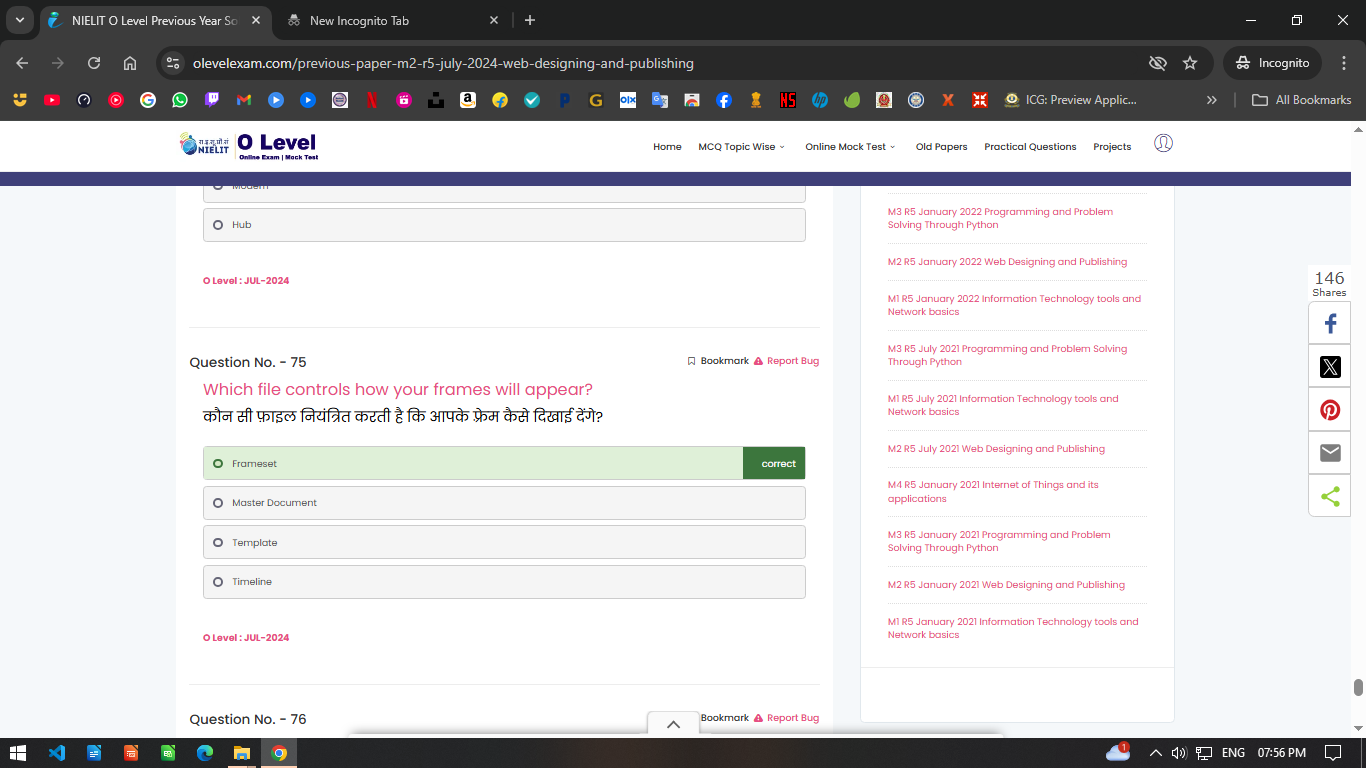 NIELIT O Level Previous Year So
New Incognito Tab
olevelexam.com/previous-paper-m2-r5-july-2024-web-designing-and-publishing
Incognito
ICG: Preview Applic...
All Bookmarks
रा.इ.सू.प्रौ.सं
NIELIT
O Level
Online Exam | Mock Test
Home
MCQ Topic Wise
Online Mock Test
Old Papers
Practical Questions
Projects
Modem
Hub
O Level : JUL-2024
Question No. - 75
Bookmark
Report Bug
Which file controls how your frames will appear?
कौन सी फ़ाइल नियंत्रित करती है कि आपके फ़्रेम कैसे दिखाई देंगे?
Frameset
correct
Master Document
Template
Timeline
O Level : JUL-2024
Question No. - 76
Bookmark
Report Bug
M3 R5 January 2022 Programming and Problem
Solving Through Python
M2 R5 January 2022 Web Designing and Publishing
M1 R5 January 2022 Information Technology tools and
Network basics
M3 R5 July 2021 Programming and Problem Solving
Through Python
M1 R5 July 2021 Information Technology tools and
Network basics
M2 R5 July 2021 Web Designing and Publishing
M4 R5 January 2021 Internet of Things and its
applications
M3 R5 January 2021 Programming and Problem
Solving Through Python
M2 R5 January 2021 Web Designing and Publishing
M1 R5 January 2021 Information Technology tools and
Network basics
146
Shares
1
ENG
07:56 PM